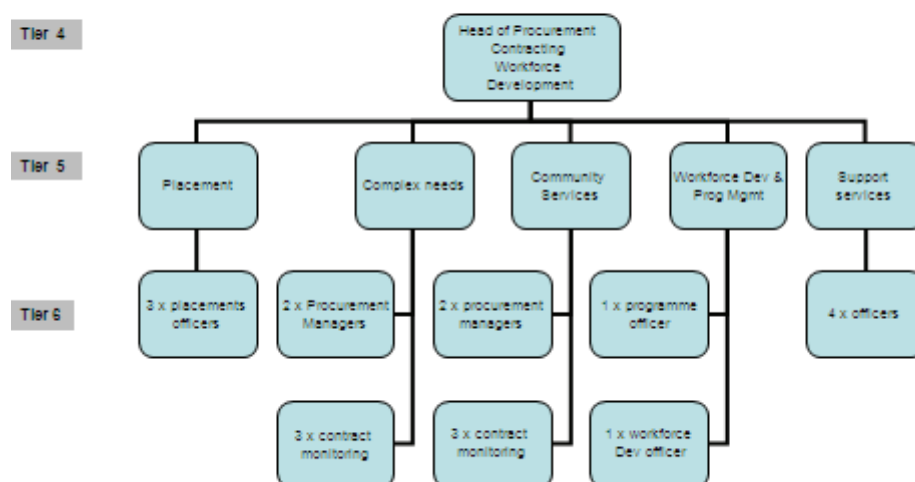 Tier 4
Head of Procurement
Contracting
Workforce
Development
Tier 5
Placement
Complex needs
Community
Services
Workforce Dev &
Prog Mgmt
Support
services
Tier 6
3 x placements
officers
2 x Procurement
Managers
2 x procurement
managers
1 x programme
officer
4 x officers
3 x contract
monitoring
3 x contract
monitoring
1 x workforce
Dev officer